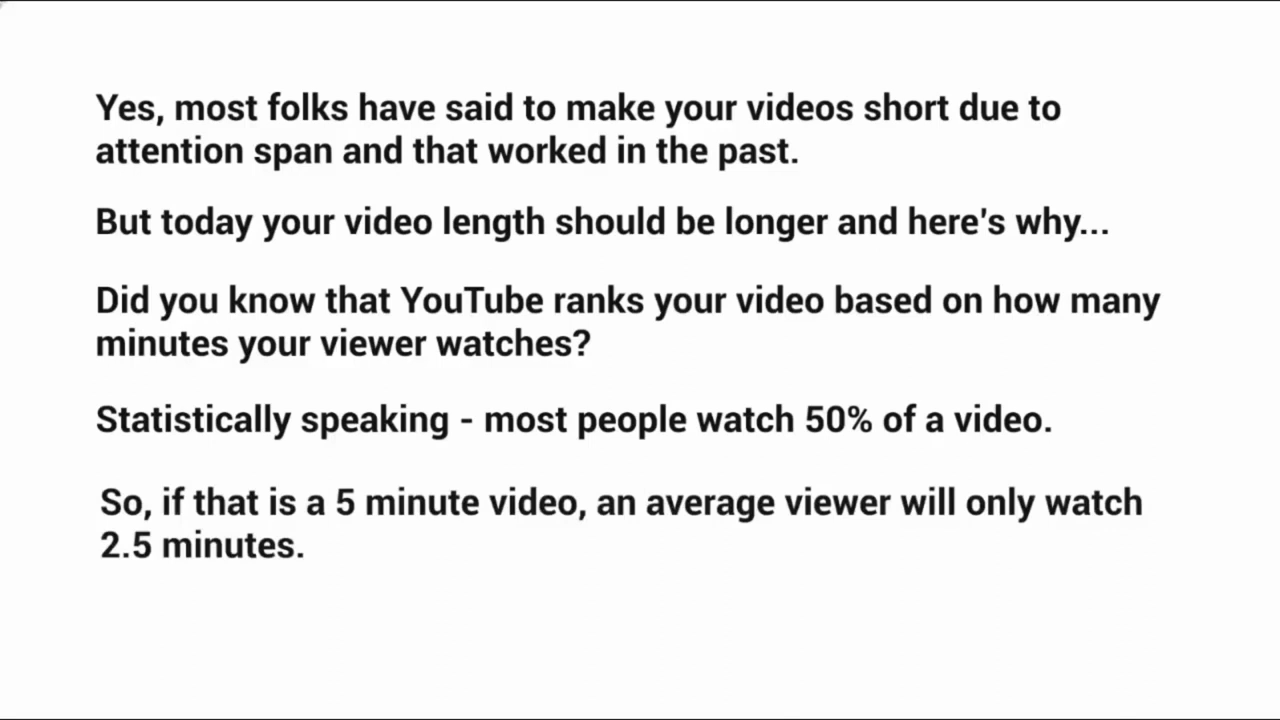 Yes, most folks have said to make your videos short due to
attention span and that worked in the past.
But today your video length should be longer and here's why...
Did you know that YouTube ranks your video based on how many
minutes your viewer watches?
Statistically speaking - most people watch 50% of a video.
So, if that is a 5 minute video, an average viewer will only watch
2.5 minutes.